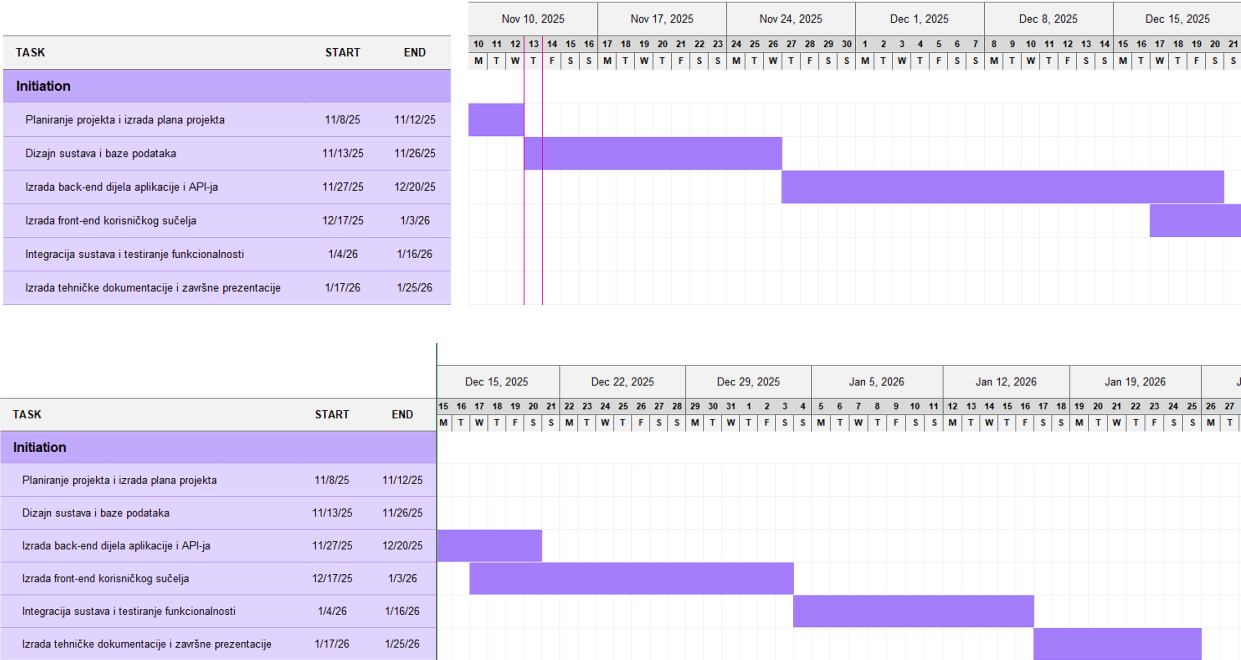 Nov 10, 2025 Nov 17, 2025 Nov 24, 2025 Dec 1, 2025 Dec 8, 2025 Dec 15, 2025
TASK START END
10 11 12 13 14 15 16 17 18 19 20 21 22 23 24 25 26 27 28 29 30 1 2 3 4 5 6 7 8 9 10 11 12 13 14 15 16 17 18 19 20 21
M T W T F S S M T W T F S S M T W T F S S M T W T F S S M T W T F S S M T W T F S S
Initiation
Planiranje projekta i izrada plana projekta 11/8/25 11/12/25
Dizajn sustava i baze podataka 11/13/25 11/26/25
Izrada back-end dijela aplikacije i API-ja 11/27/25 12/20/25
Izrada front-end korisničkog sučelja 12/17/25 1/3/26
Integracija sustava i testiranje funkcionalnosti 1/4/26 1/16/26
Izrada tehničke dokumentacije i završne prezentacije 1/17/26 1/25/26
Dec 15, 2025 Dec 22, 2025 Dec 29, 2025 Jan 5, 2026 Jan 12, 2026 Jan 19, 2026 J
TASK START END
15 16 17 18 19 20 21 22 23 24 25 26 27 28 29 30 31 1 2 3 4 5 6 7 8 9 10 11 12 13 14 15 16 17 18 19 20 21 22 23 24 25 26 27
M T W T F S S M T W T F S S M T W T F S S M T W T F S S M T W T F S S M T W T F S S M T
Initiation
Planiranje projekta i izrada plana projekta 11/8/25 11/12/25
Dizajn sustava i baze podataka 11/13/25 11/26/25
Izrada back-end dijela aplikacije i API-ja 11/27/25 12/20/25
Izrada front-end korisničkog sučelja 12/17/25 1/3/26
Integracija sustava i testiranje funkcionalnosti 1/4/26 1/16/26
Izrada tehničke dokumentacije i završne prezentacije 1/17/26 1/25/26